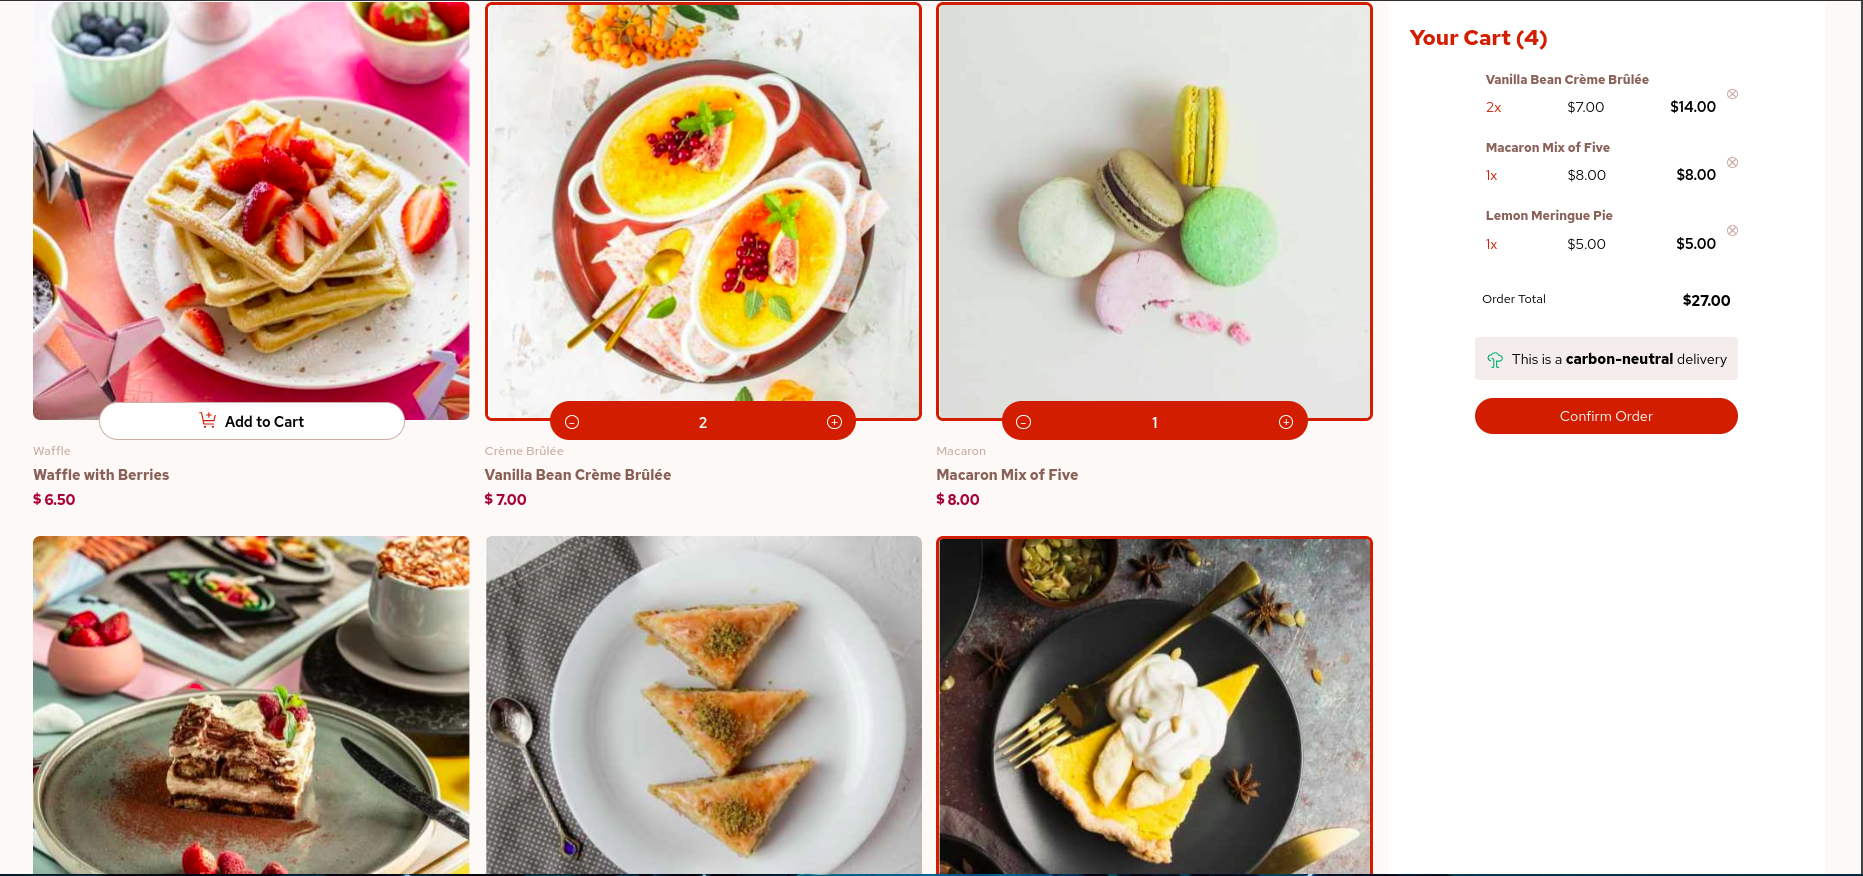 Add to Cart
Waffle
Waffle with Berries
$ 6.50
2
Crème Brûlée
Vanilla Bean Crème Brûlée
$ 7.00
1
Macaron
Macaron Mix of Five
$ 8.00
Your Cart (4)
Vanilla Bean Crème Brûlée
2x $7.00 $14.00
Macaron Mix of Five
1x $8.00 $8.00
Lemon Meringue Pie
1x $5.00 $5.00
Order Total $27.00
This is a carbon-neutral delivery
Confirm Order